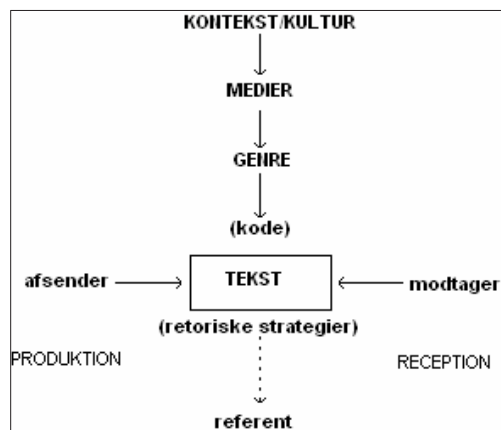 KONTEKST/KULTUR
MEDIER
GENRE
(kode)
afsender TEKST modtager
(retoriske strategier)
PRODUKTION RECEPTION
referent